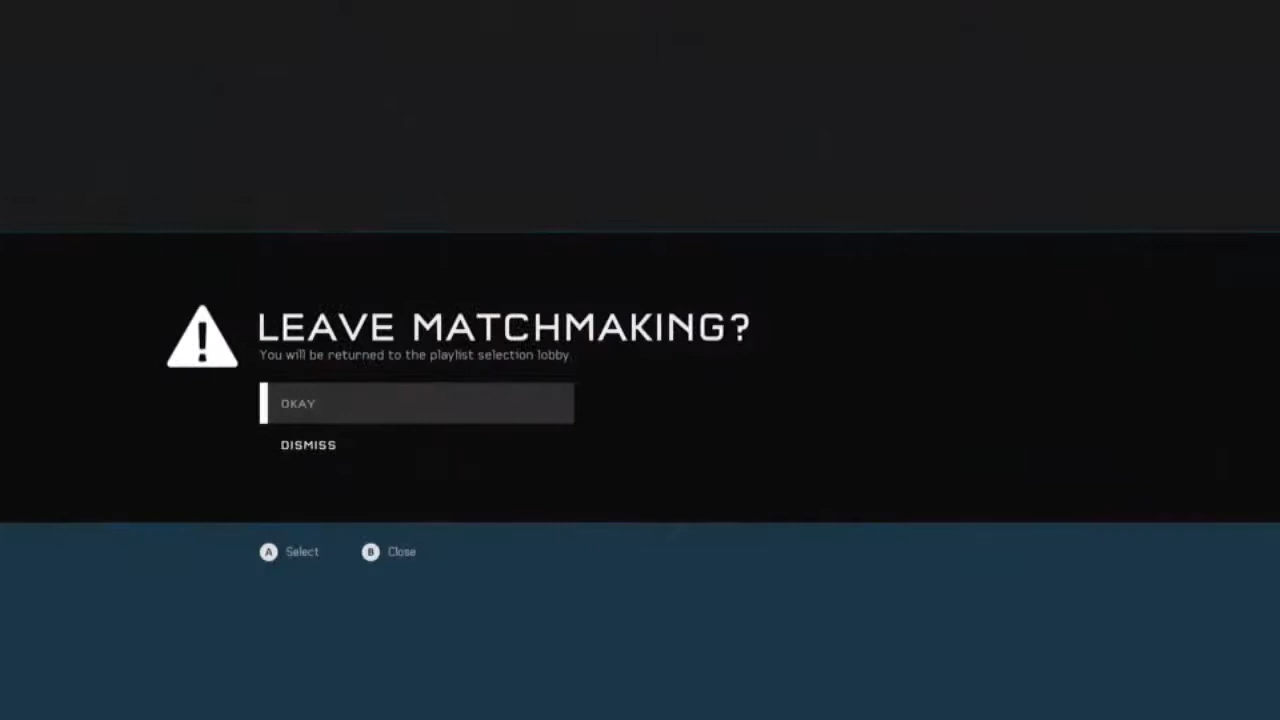 LEAVE MATCHMAKING?
You will be returned to the playlist selection lobby
OKAY
DISMISS
A Select B Close